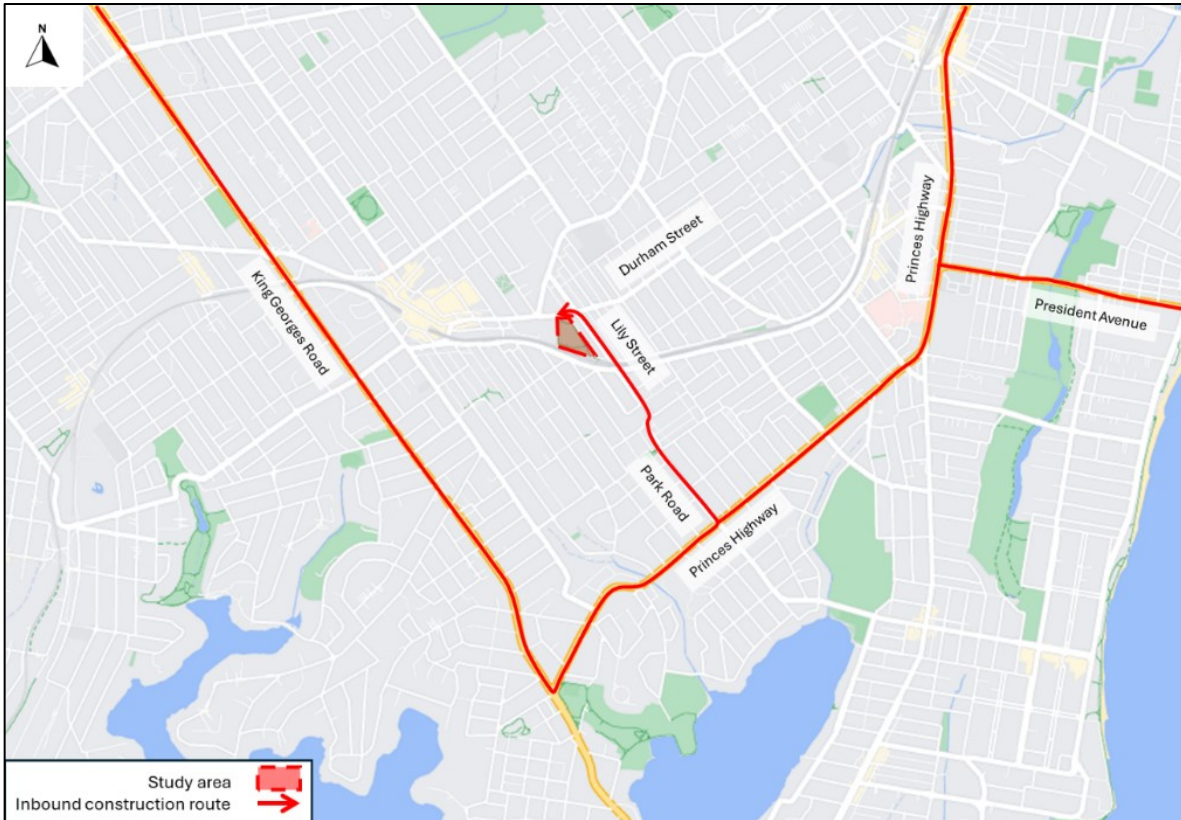 N
Durham Street
Princes Highway
King Georges Road
Lily Street
President Avenue
Park Road
Princes Highway
Study area
Inbound construction route